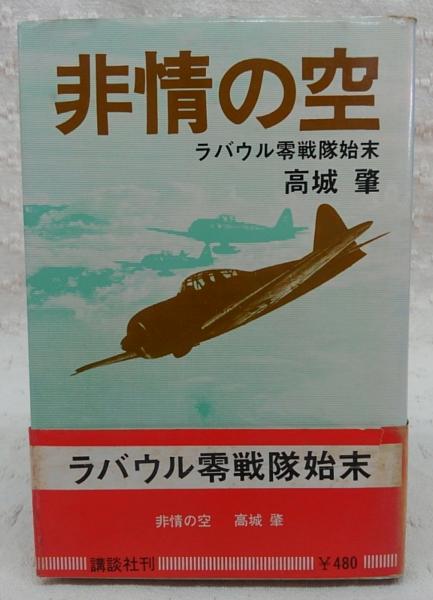 非情の空
ラバウル零戦隊始末
高城 肇
ラバウル零戦隊始末
非情の空 高城 肇
講談社刊 ¥480